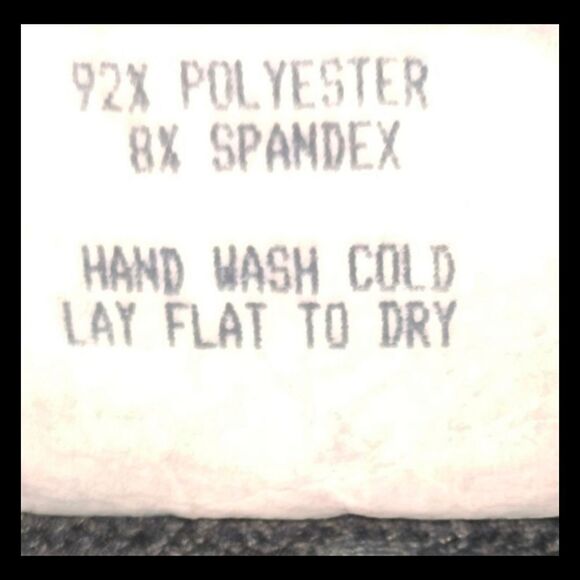 92% POLYESTER
8% SPANDEX
HAND WASH COLD
LAY FLAT TO DRY